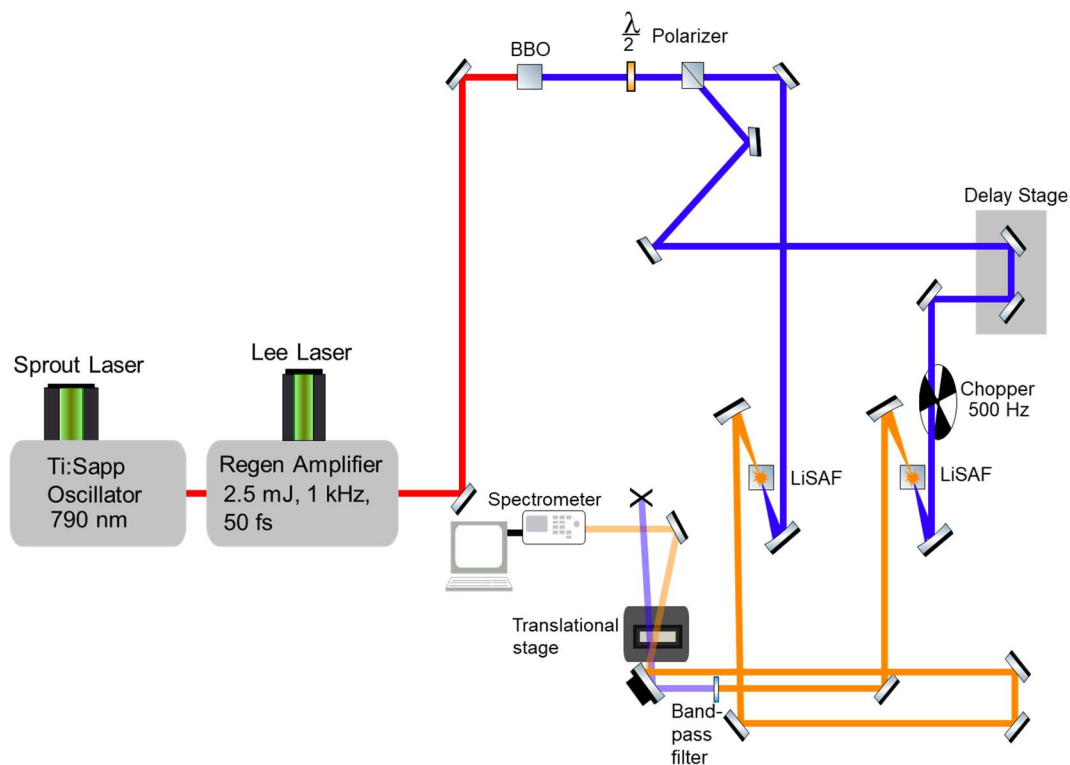 BBO
λ
2
Polarizer
Delay Stage
Sprout Laser
Lee Laser
Chopper
500 Hz
Ti:Sapp
Oscillator
790 nm
Regen Amplifier
2.5 mJ, 1 kHz,
50 fs
LiSAF
LiSAF
Spectrometer
Translational
stage
Band-
pass
filter